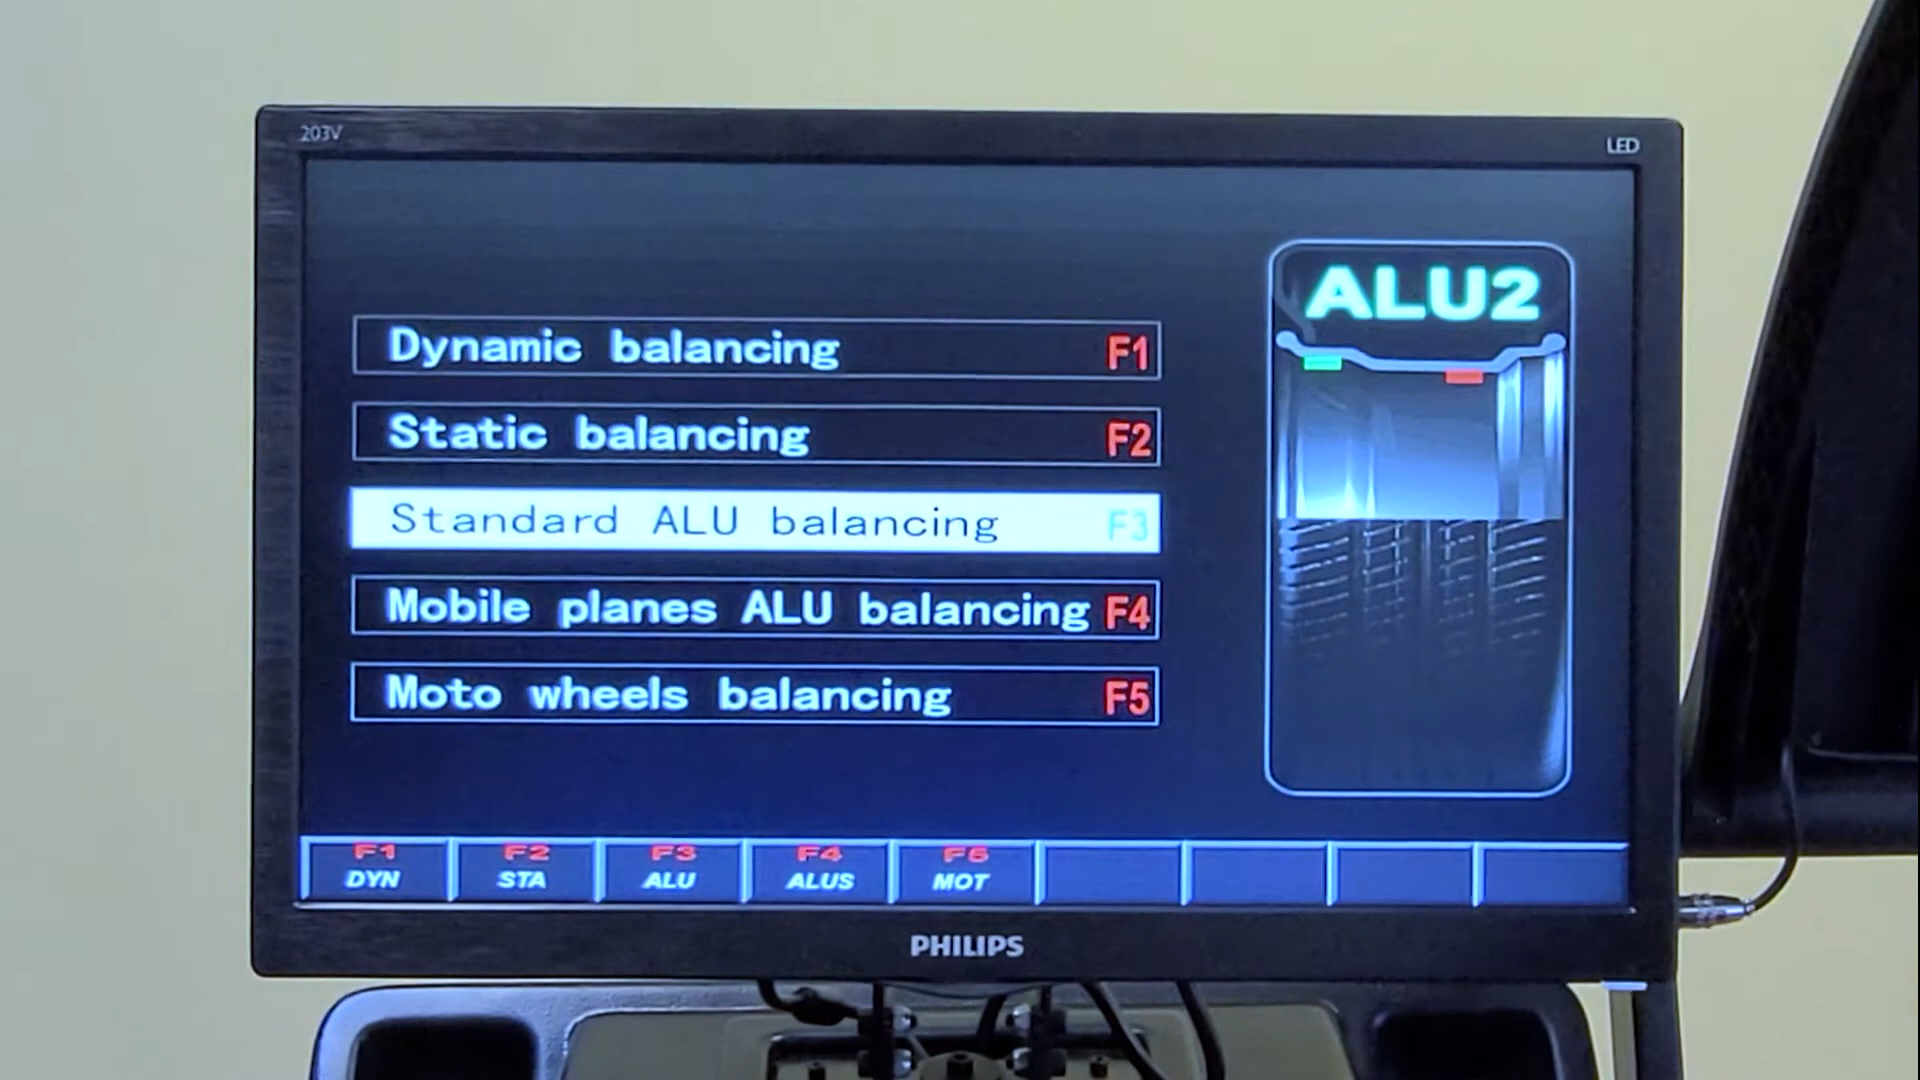 203V
LED
ALU2
Dynamic balancing F1
Static balancing F2
Standard ALU balancing F3
Mobile planes ALU balancing F4
Moto wheels balancing F5
F1 F2 F3 F4 F5
DYN STA ALU ALUS MOT
PHILIPS